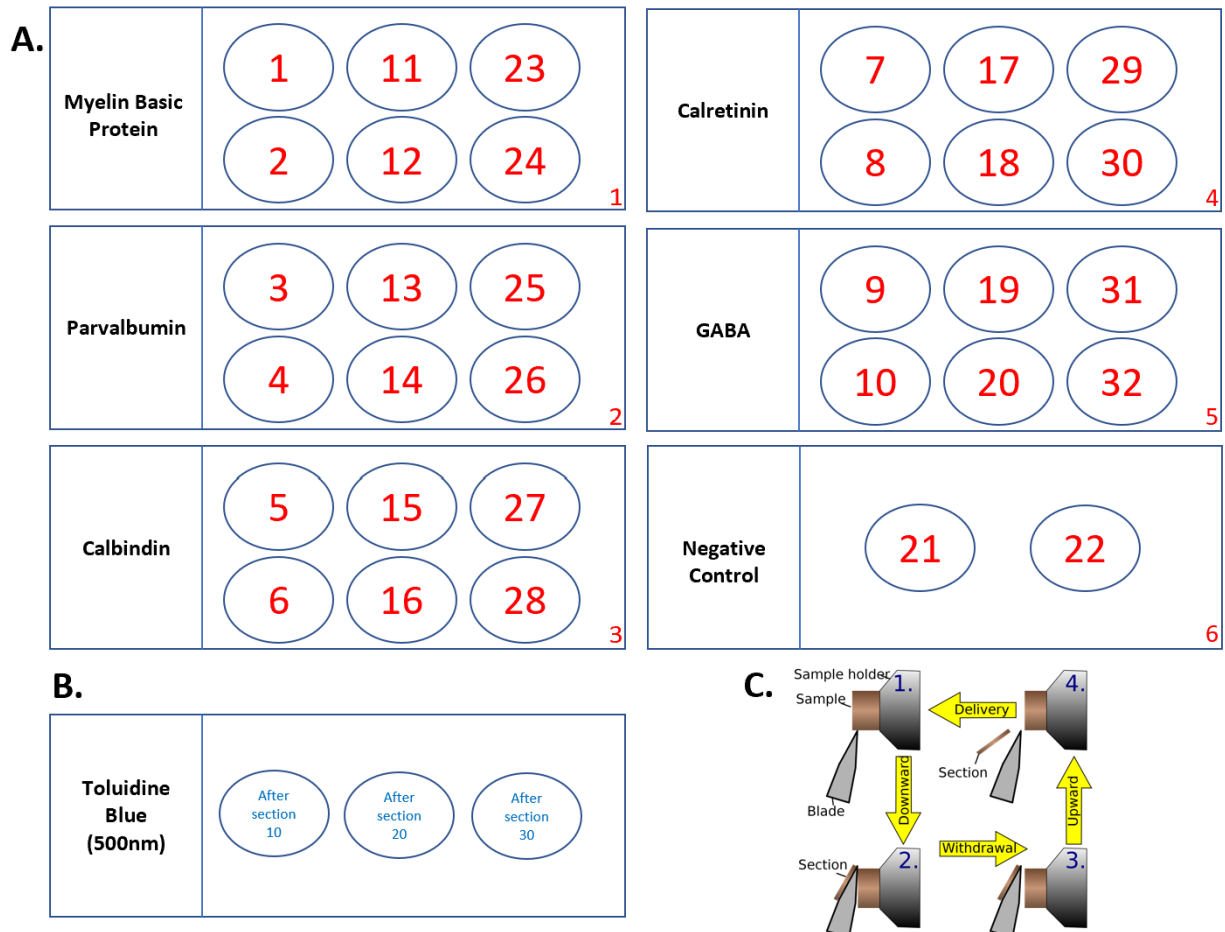 A.
Myelin Basic
Protein
1 11 23
2 12 24
1
Parvalbumin
3 13 25
4 14 26
2
Calbindin
5 15 27
6 16 28
3
Calretinin
7 17 29
8 18 30
4
GABA
9 19 31
10 20 32
5
Negative
Control
21 22
6
B.
Toluidine
Blue
(500nm)
After
section
10
After
section
20
After
section
30
C.
Sample holder
Sample
1.
Delivery
4.
Section
Blade
Downward
Upward
Section
2.
Withdrawal
3.